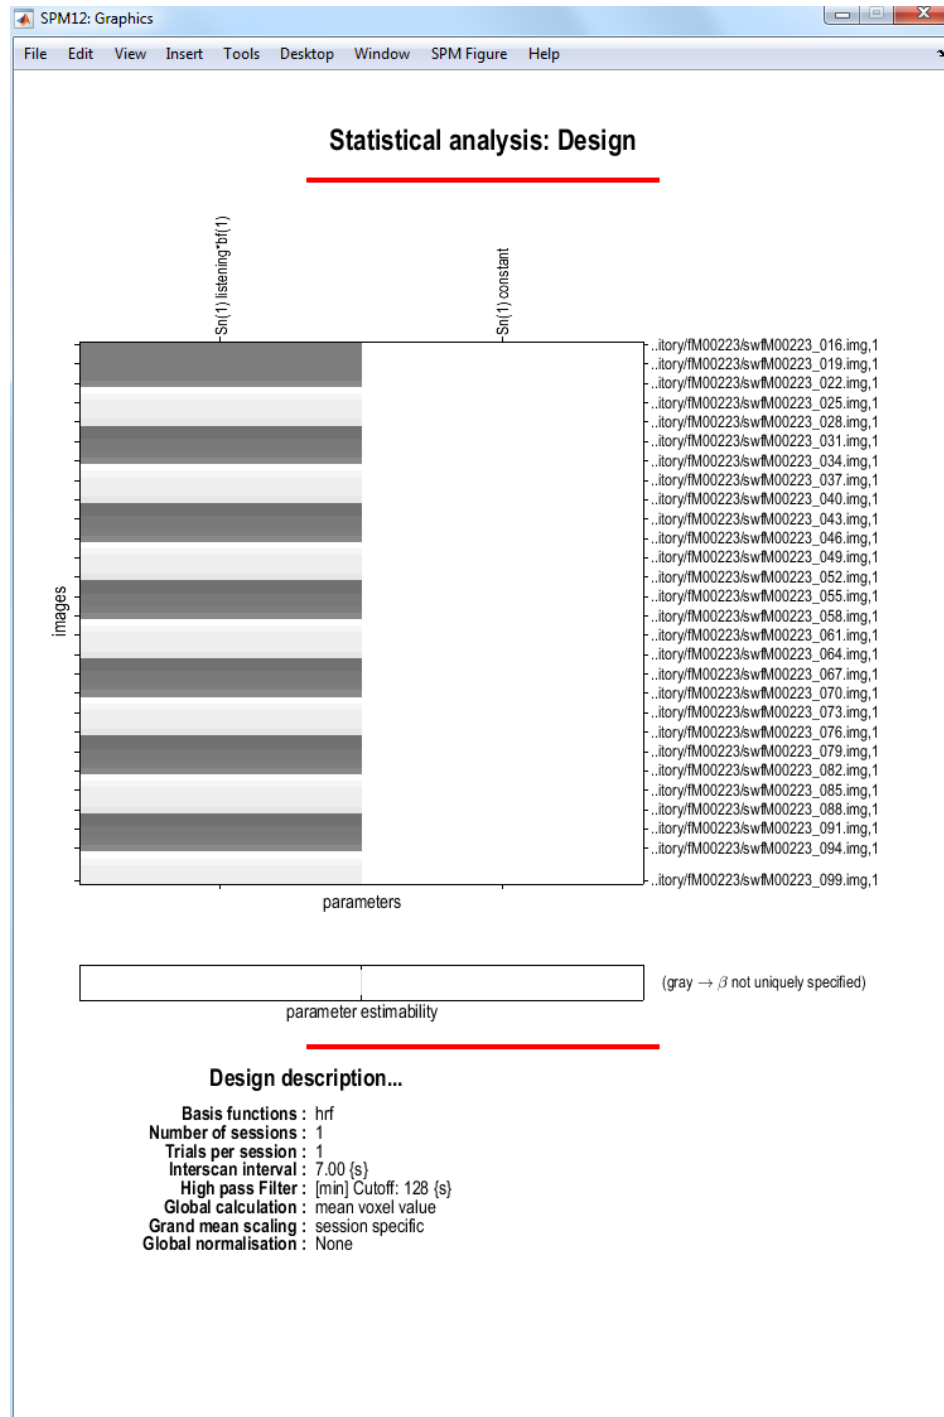 SPM12: Graphics
File Edit View Insert Tools Desktop Window SPM Figure Help
Statistical analysis: Design
Sn(1) listening*bf(1)
Sn(1) constant
..itory/fM00223/swfM00223_016.img,1
..itory/fM00223/swfM00223_019.img,1
..itory/fM00223/swfM00223_022.img,1
..itory/fM00223/swfM00223_025.img,1
..itory/fM00223/swfM00223_028.img,1
..itory/fM00223/swfM00223_031.img,1
..itory/fM00223/swfM00223_034.img,1
..itory/fM00223/swfM00223_037.img,1
..itory/fM00223/swfM00223_040.img,1
..itory/fM00223/swfM00223_043.img,1
..itory/fM00223/swfM00223_046.img,1
..itory/fM00223/swfM00223_049.img,1
..itory/fM00223/swfM00223_052.img,1
..itory/fM00223/swfM00223_055.img,1
..itory/fM00223/swfM00223_058.img,1
..itory/fM00223/swfM00223_061.img,1
..itory/fM00223/swfM00223_064.img,1
..itory/fM00223/swfM00223_067.img,1
..itory/fM00223/swfM00223_070.img,1
..itory/fM00223/swfM00223_073.img,1
..itory/fM00223/swfM00223_076.img,1
..itory/fM00223/swfM00223_079.img,1
..itory/fM00223/swfM00223_082.img,1
..itory/fM00223/swfM00223_085.img,1
..itory/fM00223/swfM00223_088.img,1
..itory/fM00223/swfM00223_091.img,1
..itory/fM00223/swfM00223_094.img,1
..itory/fM00223/swfM00223_099.img,1
images
parameters
(gray → β not uniquely specified)
parameter estimability
Design description...
Basis functions : hrf
Number of sessions : 1
Trials per session : 1
Interscan interval : 7.00 {s}
High pass Filter : [min] Cutoff: 128 {s}
Global calculation : mean voxel value
Grand mean scaling : session specific
Global normalisation : None